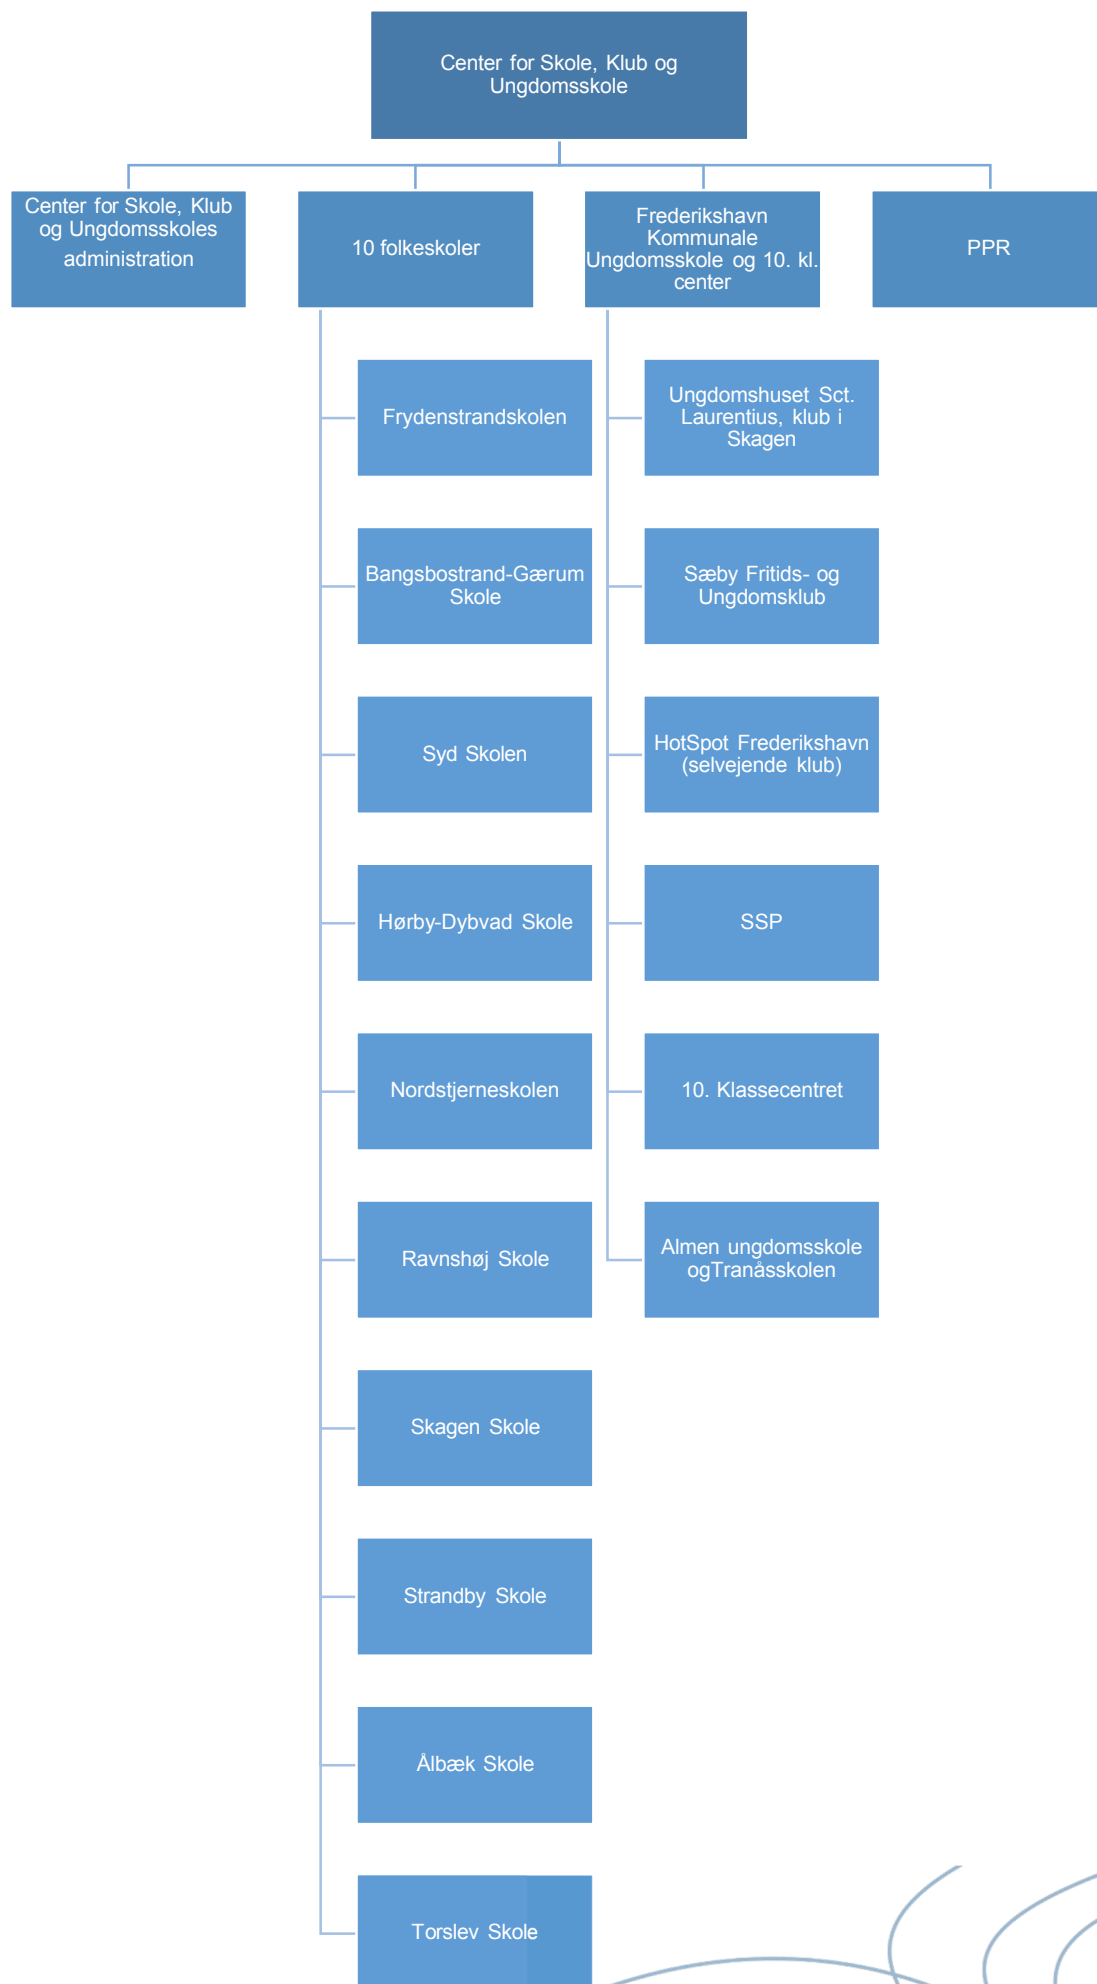 Center for Skole, Klub og
Ungdomsskole
Center for Skole, Klub
og Ungdomsskoles
administration
10 folkeskoler
Frederikshavn
Kommunale
Ungdomsskole og 10. kl.
center
PPR
Frydenstrandskolen
Bangsbostrand-Gærum
Skole
Syd Skolen
Hørby-Dybvad Skole
Nordstjerneskolen
Ravnshøj Skole
Skagen Skole
Strandby Skole
Ålbæk Skole
Torslev Skole
Ungdomshuset Sct.
Laurentius, klub i
Skagen
Sæby Fritids- og
Ungdomsklub
HotSpot Frederikshavn
(selvejende klub)
SSP
10. Klassecentret
Almen ungdomsskole
ogTranåsskolen